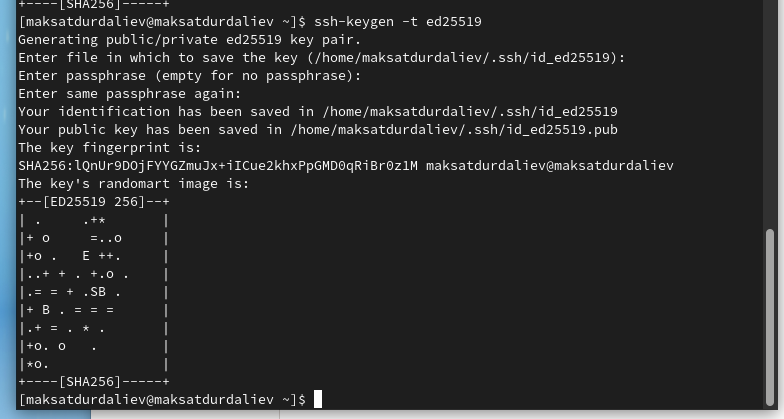 +----[SHA256]-----+
[maksatdurdaliev@maksatdurdaliev ~]$ ssh-keygen -t ed25519
Generating public/private ed25519 key pair.
Enter file in which to save the key (/home/maksatdurdaliev/.ssh/id_ed25519):
Enter passphrase (empty for no passphrase):
Enter same passphrase again:
Your identification has been saved in /home/maksatdurdaliev/.ssh/id_ed25519
Your public key has been saved in /home/maksatdurdaliev/.ssh/id_ed25519.pub
The key fingerprint is:
SHA256:lQnUr9DOjFYYGZmuJx+iICue2khxPpGMD0qRiBr0z1M maksatdurdaliev@maksatdurdaliev
The key's randomart image is:
+--[ED25519 256]--+
| .     .+*       |
|+ o     =..o     |
|+o .   E ++.     |
|..+ + . +.o .    |
|.= = + .SB .     |
|+ B . = = =      |
|.+ = . * .       |
|+o. o   .        |
|*o.              |
+----[SHA256]-----+
[maksatdurdaliev@maksatdurdaliev ~]$